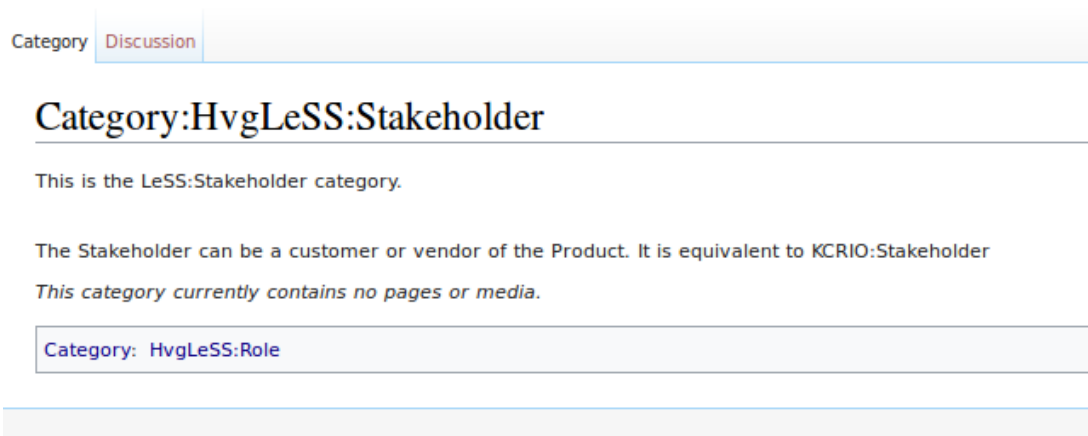 Category Discussion
Category:HvgLeSS:Stakeholder
This is the LeSS:Stakeholder category.
The Stakeholder can be a customer or vendor of the Product. It is equivalent to KCRIO:Stakeholder
This category currently contains no pages or media.
Category: HvgLeSS:Role